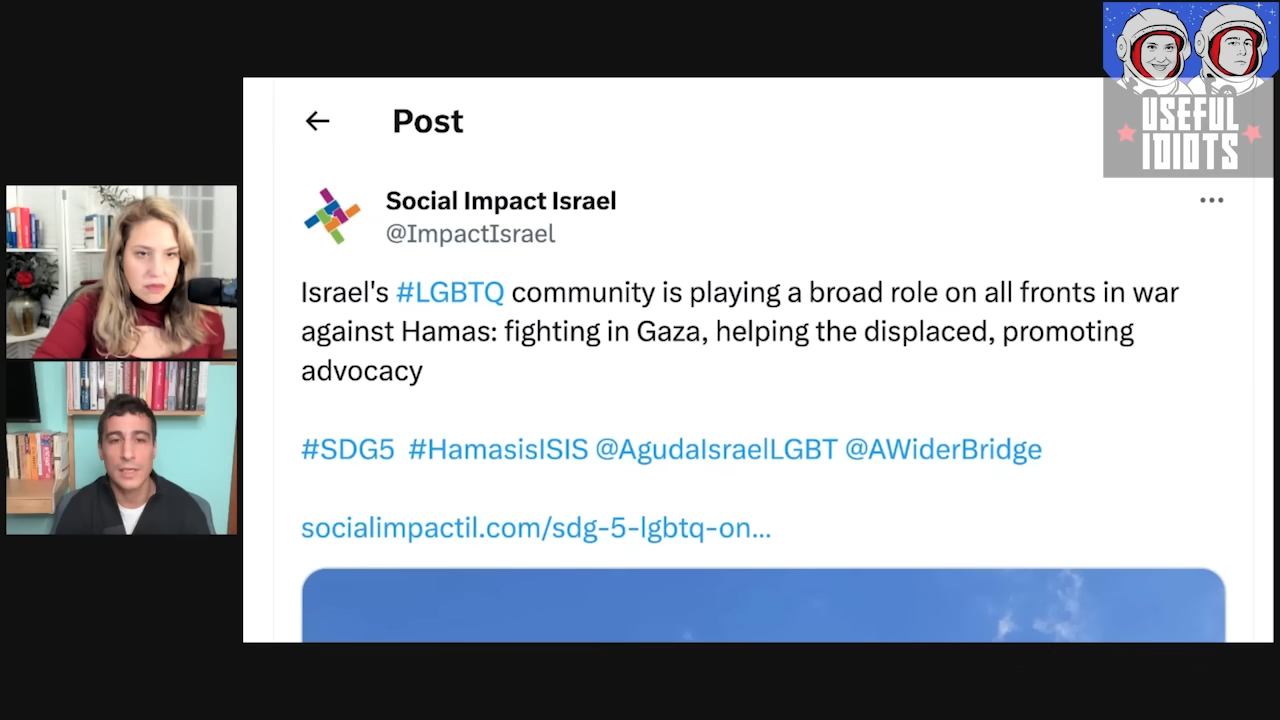 USEFUL
IDIOTS
Post
Social Impact Israel
@ImpactIsrael
Israel's #LGBTQ community is playing a broad role on all fronts in war
against Hamas: fighting in Gaza, helping the displaced, promoting
advocacy
#SDG5 #HamasisISIS @AgudaIsraelLGBT @AWiderBridge
socialimpactil.com/sdg-5-lgbtq-on...